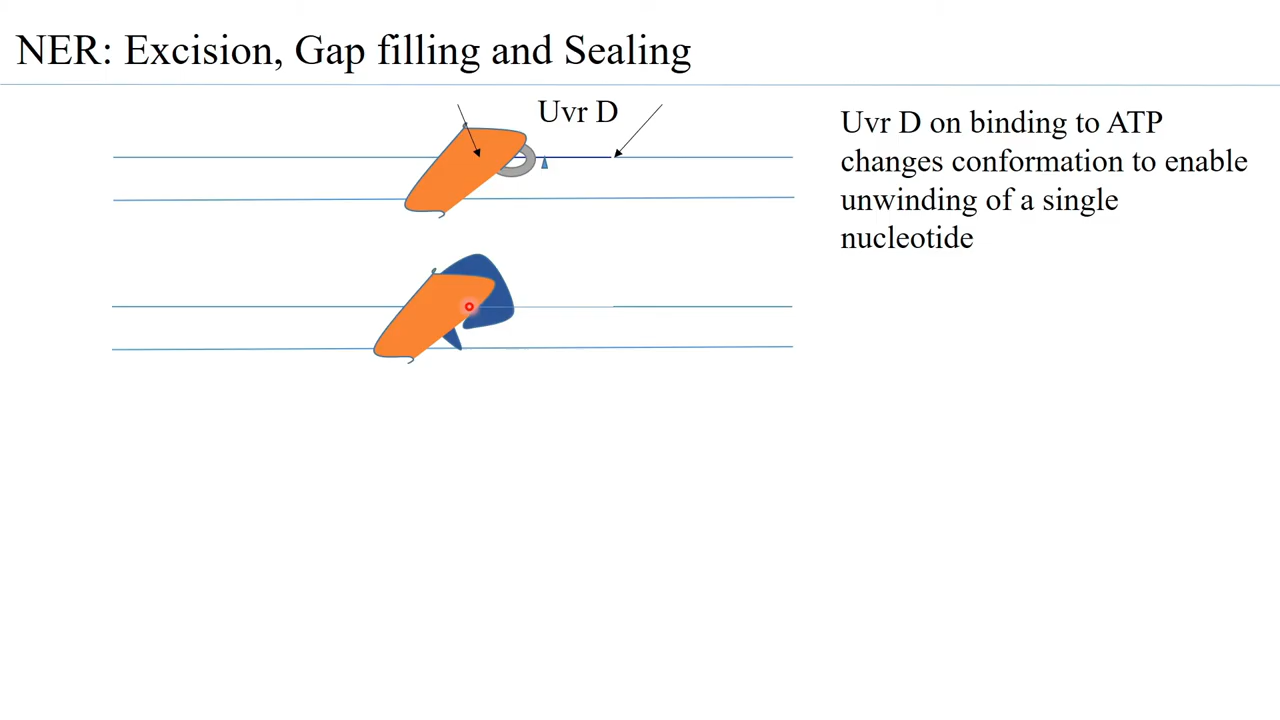 NER: Excision, Gap filling and Sealing
Uvr D
Uvr D on binding to ATP
changes conformation to enable
unwinding of a single
nucleotide